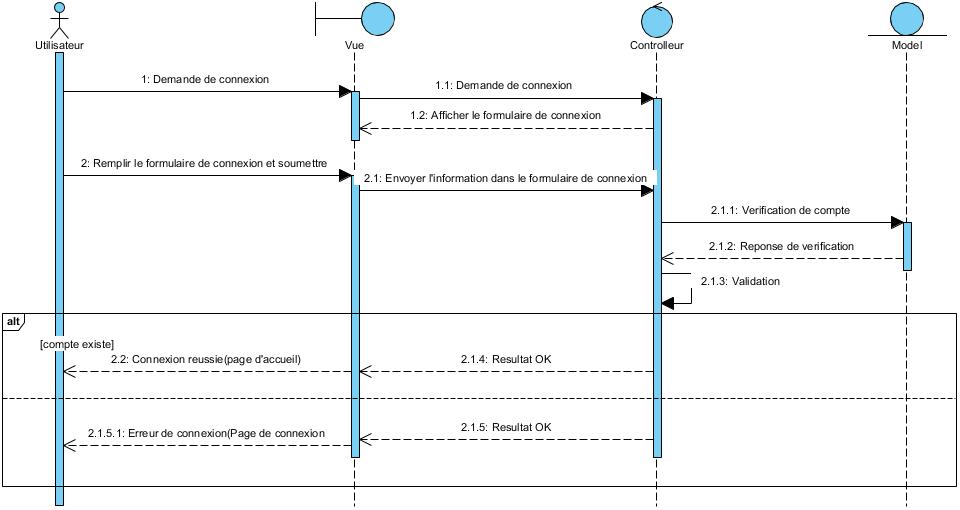 Utilisateur
Vue
Controlleur
Model
1: Demande de connexion
1.1: Demande de connexion
1.2: Afficher le formulaire de connexion
2: Remplir le formulaire de connexion et soumettre
2.1: Envoyer l'information dans le formulaire de connexion
2.1.1: Verification de compte
2.1.2: Reponse de verification
2.1.3: Validation
alt
[compte existe]
2.2: Connexion reussie(page d'accueil)
2.1.4: Resultat OK
2.1.5: Resultat OK
2.1.5.1: Erreur de connexion(Page de connexion